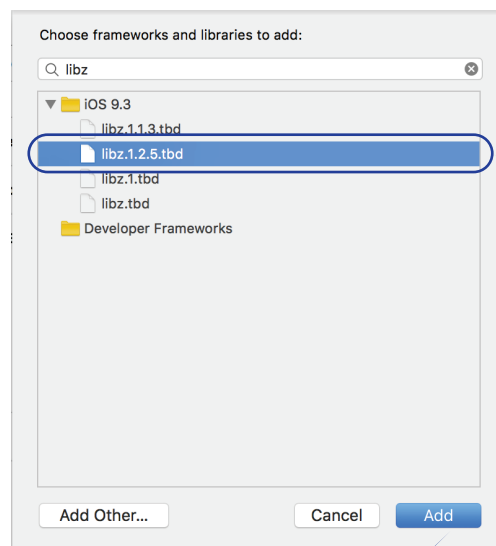 Choose frameworks and libraries to add:
libz
iOS 9.3
libz.1.1.3.tbd
libz.1.2.5.tbd
libz.1.tbd
libz.tbd
Developer Frameworks
Add Other... Cancel Add